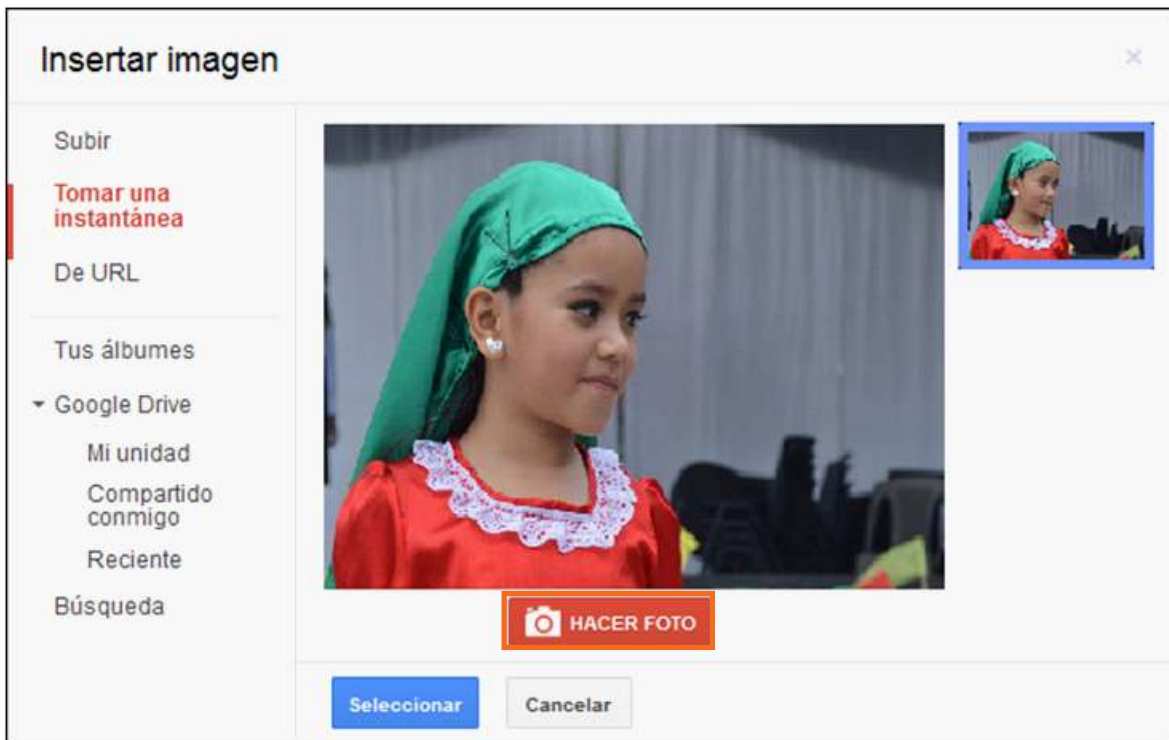 Insertar imagen
×
Subir
Tomar una
instantánea
De URL
Tus álbumes
Google Drive
Mi unidad
Compartido
conmigo
Reciente
Búsqueda
HACER FOTO
Seleccionar
Cancelar